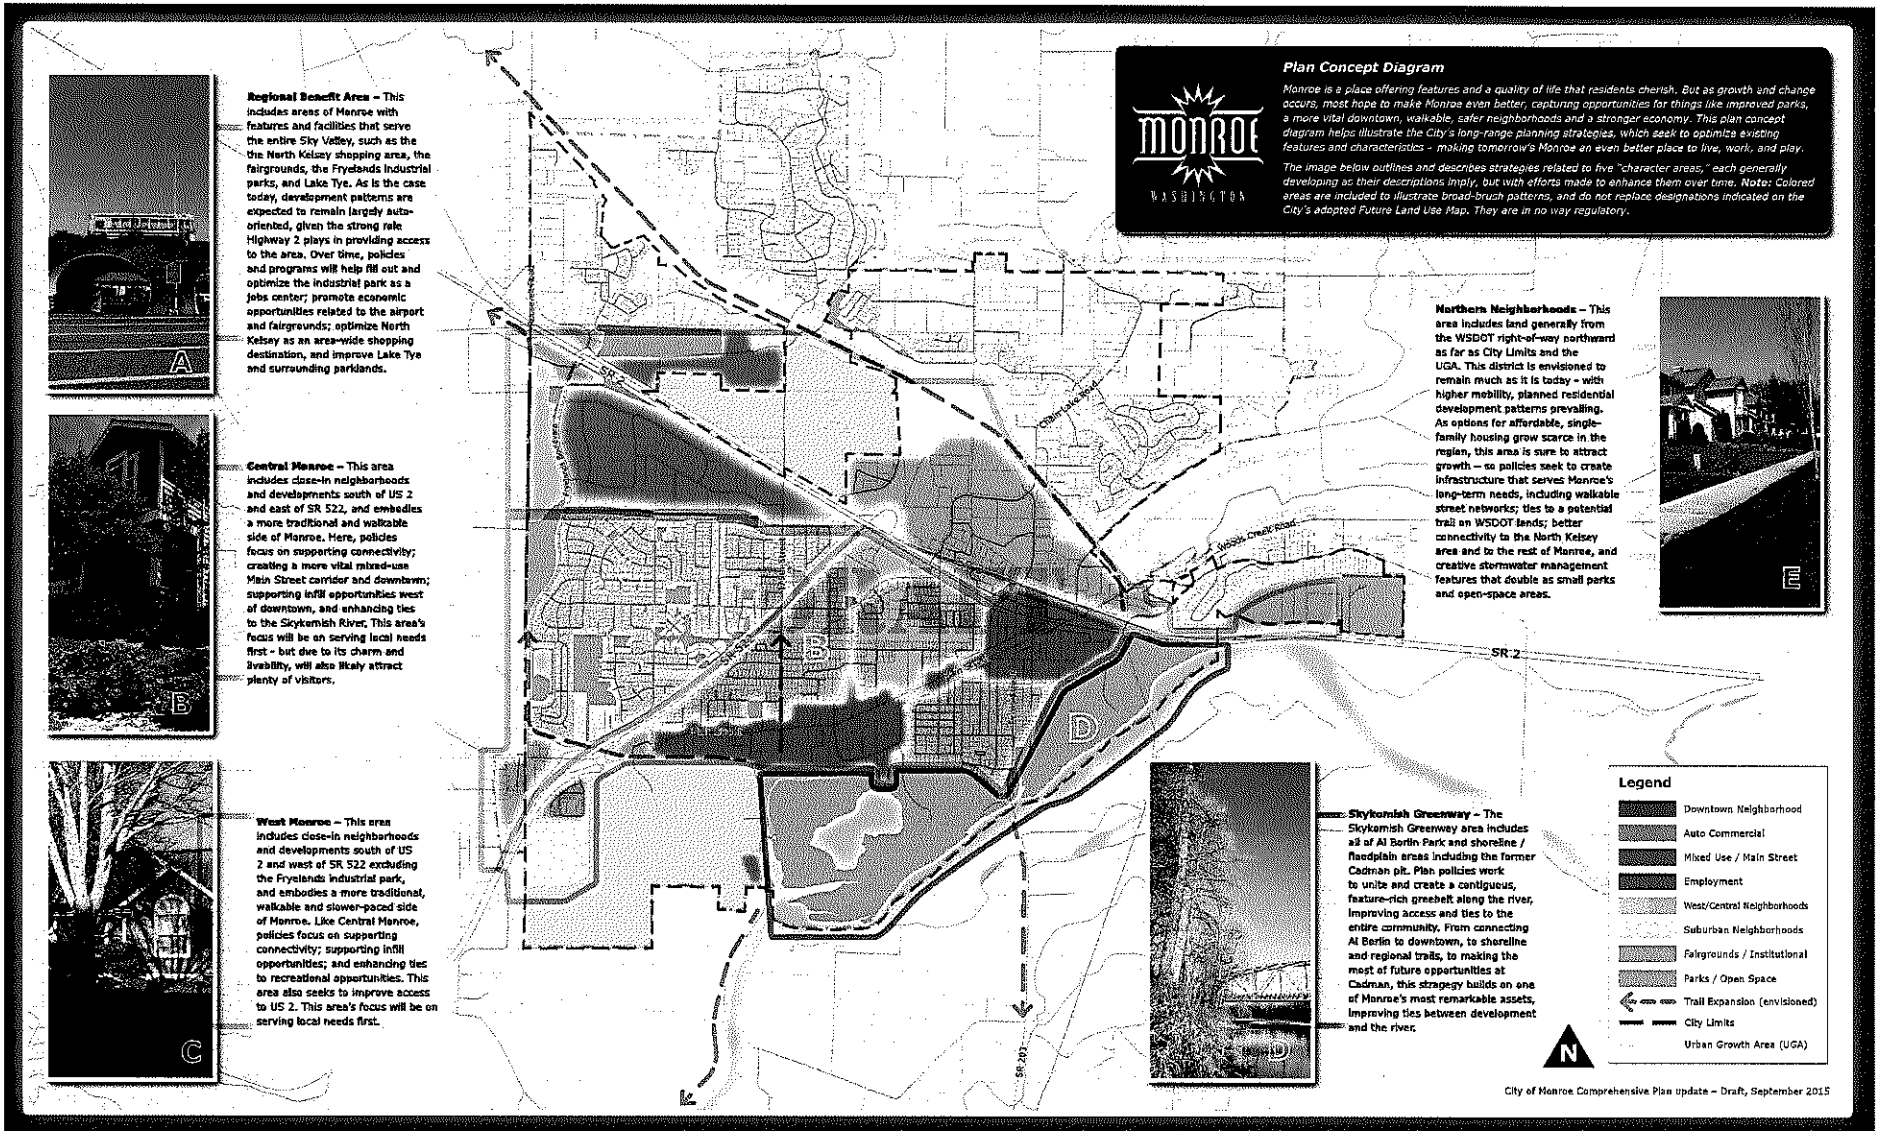 Plan Concept Diagram
Monroe is a place offering features and a quality of life that residents cherish. But as growth and change
occurs, most hope to make Monroe even better, capturing opportunities for things like improved parks,
a more vital downtown, walkable, safer neighborhoods and a stronger economy. This plan concept
diagram helps illustrate the City's long-range planning strategies, which seek to optimize existing
features and characteristics – making tomorrow's Monroe an even better place to live, work, and play.
The image below outlines and describes strategies related to five "character areas," each generally
developing as their descriptions imply, but with efforts made to enhance them over time. Note: Colored
areas are included to illustrate broad-brush patterns, and do not replace designations indicated on the
City's adopted Future Land Use Map. They are in no way regulatory.
MONROE
WASHINGTON
Regional Benefit Area – This
includes areas of Monroe with
features and facilities that serve
the entire Sky Valley, such as the
the North Kelsey shopping area, the
fairgrounds, the Fryelands industrial
parks, and Lake Tye. As is the case
today, development patterns are
expected to remain largely auto-
oriented, given the strong role
Highway 2 plays in providing access
to the area. Over time, policies
and programs will help fill out and
optimize the industrial park as a
jobs center; promote economic
opportunities related to the airport
and fairgrounds; optimize North
Kelsey as an area-wide shopping
destination, and improve Lake Tye
and surrounding parklands.
A
Central Monroe – This area
includes close-in neighborhoods
and developments south of US 2
and east of SR 522, and embodies
a more traditional and walkable
side of Monroe. Here, policies
focus on supporting connectivity;
creating a more vital mixed-use
Main Street corridor and downtown;
supporting infill opportunities west
of downtown, and enhancing ties
to the Skykomish River. This area's
focus will be on serving local needs
first – but due to its charm and
livability, will also likely attract
plenty of visitors.
B
West Monroe – This area
includes close-in neighborhoods
and developments south of US
2 and west of SR 522 excluding
the Fryelands industrial park,
and embodies a more traditional,
walkable and slower-paced side
of Monroe. Like Central Monroe,
policies focus on supporting
connectivity; supporting infill
opportunities; and enhancing ties
to recreational opportunities. This
area also seeks to improve access
to US 2. This area's focus will be on
serving local needs first.
C
SR 2
Chain Lake Road
Woods Creek Road
SR 522
B
D
SR 2
SR 203
Northern Neighborhoods – This
area includes land generally from
the WSDOT right-of-way northward
as far as City Limits and the
UGA. This district is envisioned to
remain much as it is today – with
higher mobility, planned residential
development patterns prevailing.
As options for affordable, single-
family housing grow scarce in the
region, this area is sure to attract
growth – so policies seek to create
infrastructure that serves Monroe's
long-term needs, including walkable
street networks; ties to a potential
trail on WSDOT lands; better
connectivity to the North Kelsey
area and to the rest of Monroe, and
creative stormwater management
features that double as small parks
and open-space areas.
E
Skykomish Greenway – The
Skykomish Greenway area includes
all of Al Borlin Park and shoreline /
floodplain areas including the former
Cadman pit. Plan policies work
to unite and create a contiguous,
feature-rich greenbelt along the river,
improving access and ties to the
entire community. From connecting
Al Borlin to downtown, to shoreline
and regional trails, to making the
most of future opportunities at
Cadman, this stragegy builds on one
of Monroe's most remarkable assets,
improving ties between development
and the river.
D
Legend
Downtown Neighborhood
Auto Commercial
Mixed Use / Main Street
Employment
West/Central Neighborhoods
Suburban Neighborhoods
Fairgrounds / Institutional
Parks / Open Space
Trail Expansion (envisioned)
City Limits
Urban Growth Area (UGA)
N
City of Monroe Comprehensive Plan update – Draft, September 2015